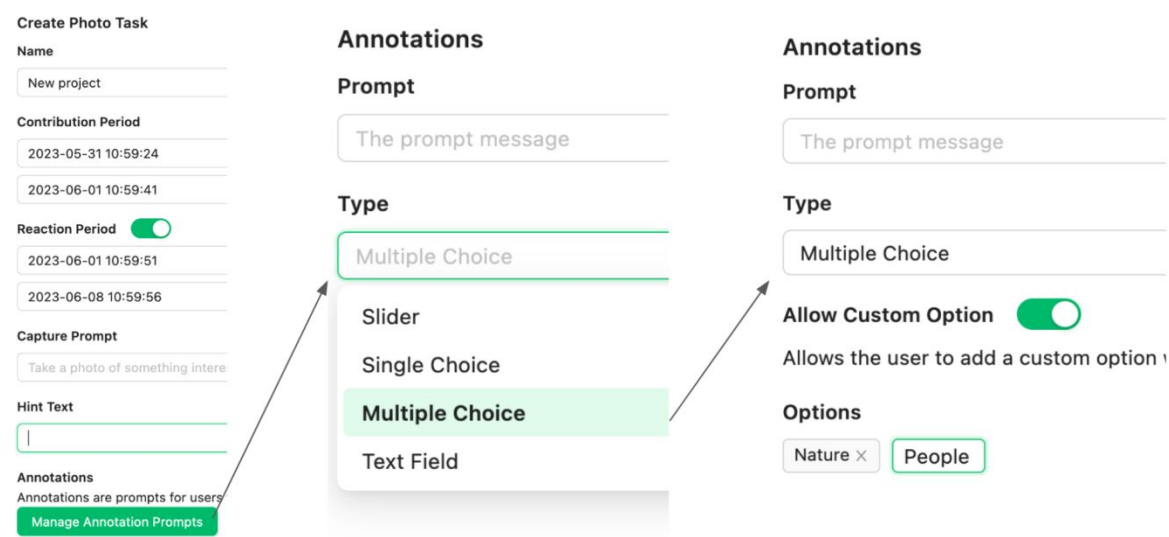 Create Photo Task
Name
New project
Contribution Period
2023-05-31 10:59:24
2023-06-01 10:59:41
Reaction Period
2023-06-01 10:59:51
2023-06-08 10:59:56
Capture Prompt
Take a photo of something intere
Hint Text
Annotations
Annotations are prompts for users
Manage Annotation Prompts
Annotations
Prompt
The prompt message
Type
Multiple Choice
Slider
Single Choice
Multiple Choice
Text Field
Annotations
Prompt
The prompt message
Type
Multiple Choice
Allow Custom Option
Allows the user to add a custom option
Options
Nature ×
People